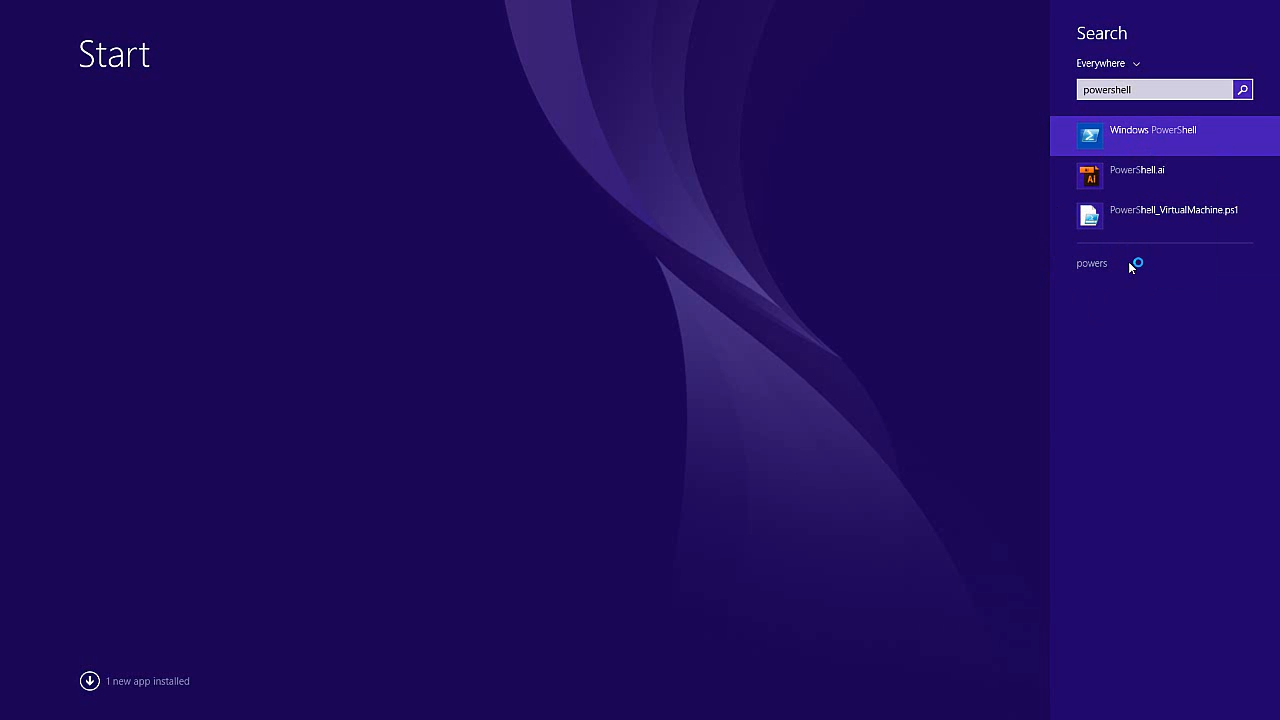 Start
Search
Everywhere
powershell
Windows PowerShell
Ai
PowerShell.ai
PowerShell_VirtualMachine.ps1
powers
1 new app installed